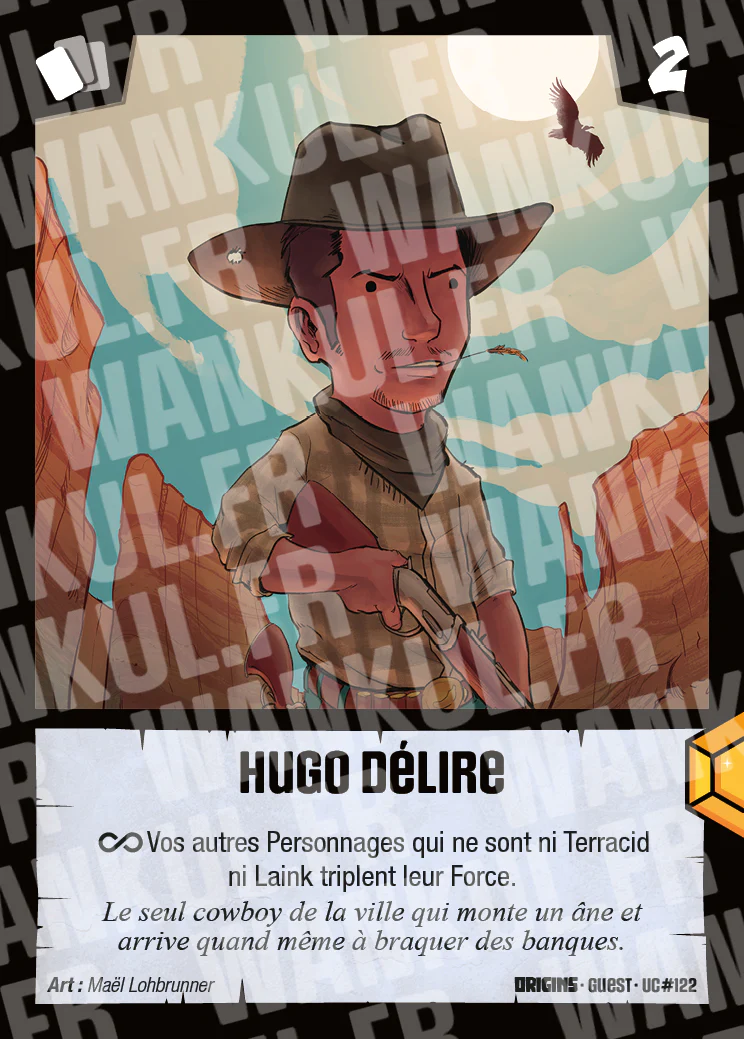 2
HUGO DÉLIRE
∞ Vos autres Personnages qui ne sont ni Terracid
ni Laink triplent leur Force.
Le seul cowboy de la ville qui monte un âne et
arrive quand même à braquer des banques.
Art : Maël Lohbrunner
ORIGINS · GUEST · UC#122
WANKUL.FR